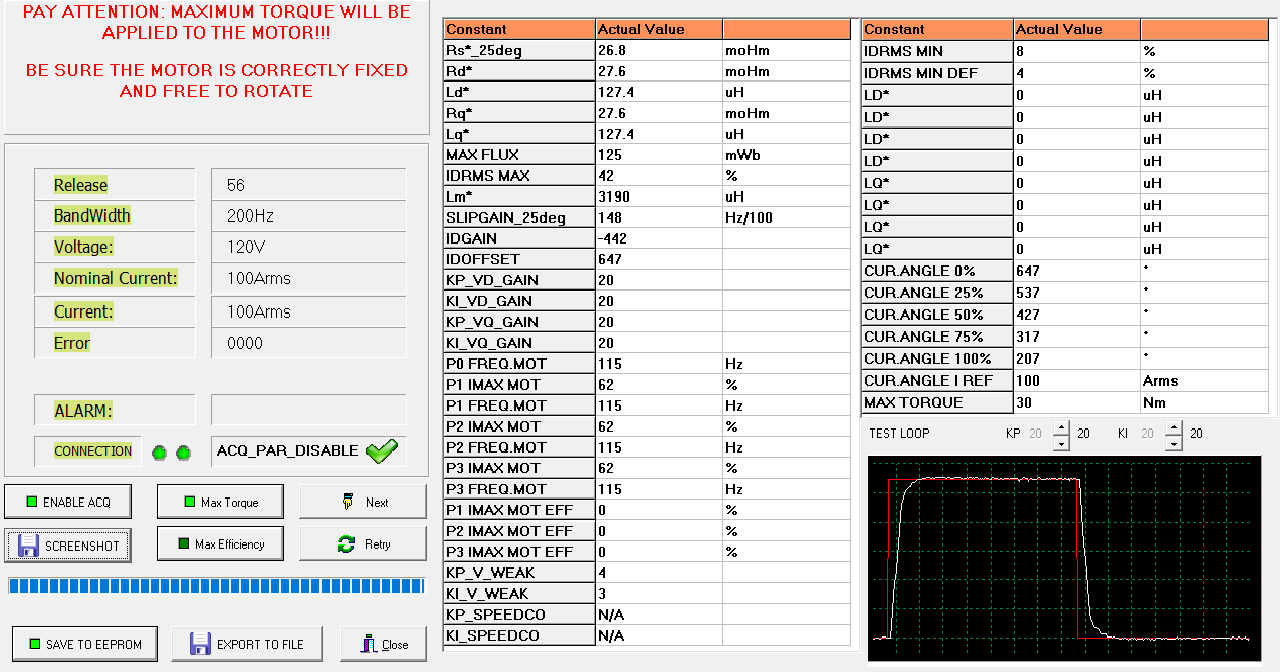 PAY ATTENTION: MAXIMUM TORQUE WILL BE
APPLIED TO THE MOTOR!!!
BE SURE THE MOTOR IS CORRECTLY FIXED
AND FREE TO ROTATE
Release 56
BandWidth 200Hz
Voltage: 120V
Nominal Current: 100Arms
Current: 100Arms
Error 0000
ALARM:
CONNECTION ACQ_PAR_DISABLE
ENABLE ACQ Max Torque Next
SCREENSHOT Max Efficiency Retry
SAVE TO EEPROM EXPORT TO FILE Close
Constant Actual Value
Rs*_25deg 26.8 moHm
Rd* 27.6 moHm
Ld* 127.4 uH
Rq* 27.6 moHm
Lq* 127.4 uH
MAX FLUX 125 mWb
IDRMS MAX 42 %
Lm* 3190 uH
SLIPGAIN_25deg 148 Hz/100
IDGAIN -442
IDOFFSET 647
KP_VD_GAIN 20
KI_VD_GAIN 20
KP_VQ_GAIN 20
KI_VQ_GAIN 20
P0 FREQ.MOT 115 Hz
P1 IMAX MOT 62 %
P1 FREQ.MOT 115 Hz
P2 IMAX MOT 62 %
P2 FREQ.MOT 115 Hz
P3 IMAX MOT 62 %
P3 FREQ.MOT 115 Hz
P1 IMAX MOT EFF 0 %
P2 IMAX MOT EFF 0 %
P3 IMAX MOT EFF 0 %
KP_V_WEAK 4
KI_V_WEAK 3
KP_SPEEDCO N/A
KI_SPEEDCO N/A
Constant Actual Value
IDRMS MIN 8 %
IDRMS MIN DEF 4 %
LD* 0 uH
LD* 0 uH
LD* 0 uH
LD* 0 uH
LQ* 0 uH
LQ* 0 uH
LQ* 0 uH
LQ* 0 uH
CUR.ANGLE 0% 647 °
CUR.ANGLE 25% 537 °
CUR.ANGLE 50% 427 °
CUR.ANGLE 75% 317 °
CUR.ANGLE 100% 207 °
CUR.ANGLE I REF 100 Arms
MAX TORQUE 30 Nm
TEST LOOP KP 20 20 KI 20 20